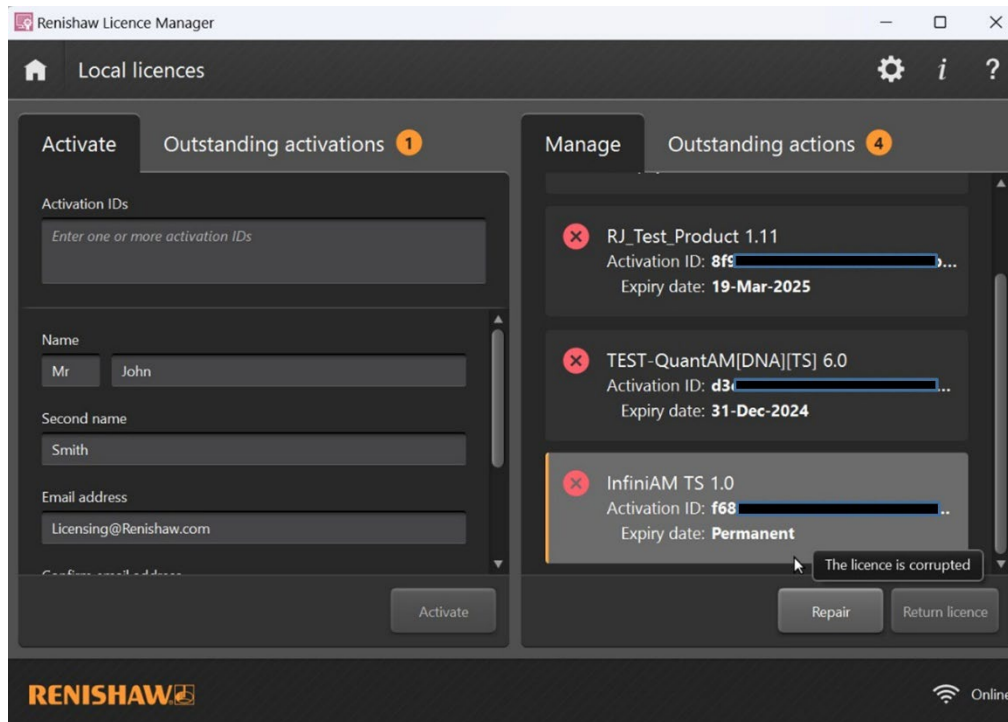 Renishaw Licence Manager
Local licences
i
?
Activate
Outstanding activations 1
Activation IDs
Enter one or more activation IDs
Name
Mr
John
Second name
Smith
Email address
Licensing@Renishaw.com
Activate
Manage
Outstanding actions 4
RJ_Test_Product 1.11
Activation ID: 8f9
Expiry date: 19-Mar-2025
TEST-QuantAM[DNA][TS] 6.0
Activation ID: d3
Expiry date: 31-Dec-2024
InfiniAM TS 1.0
Activation ID: f68
Expiry date: Permanent
The licence is corrupted
Repair
Return licence
RENISHAW
Online